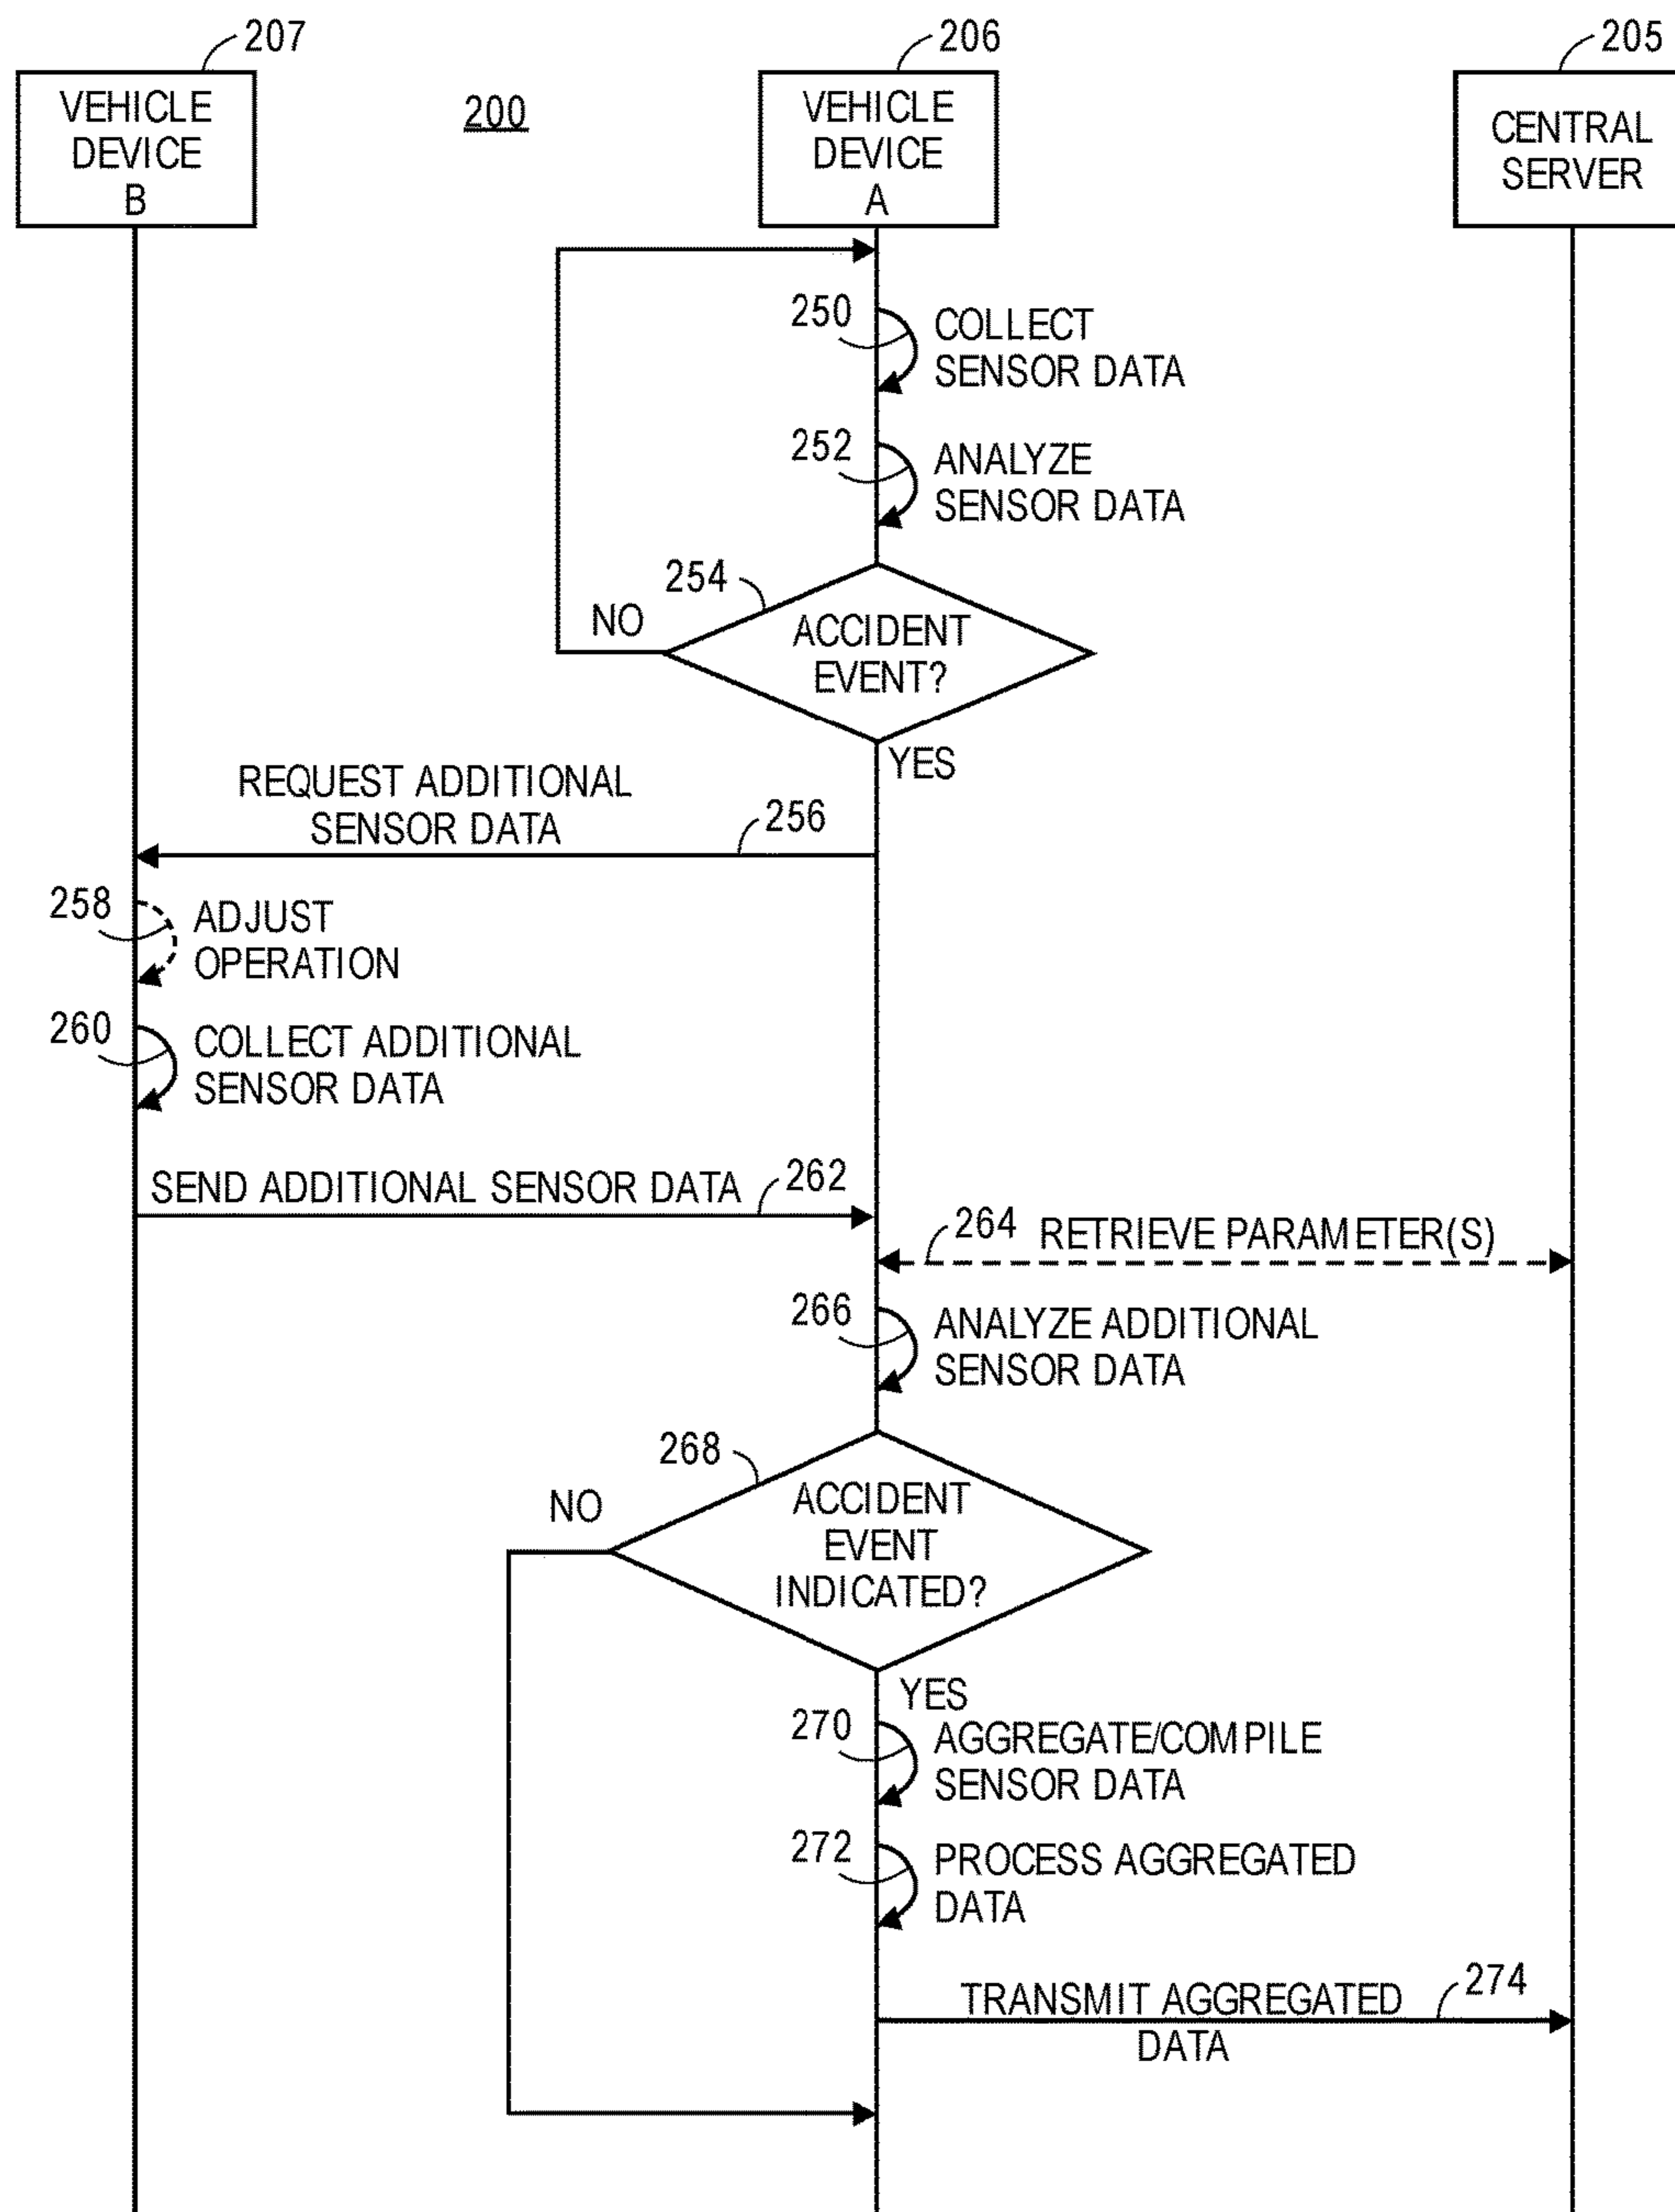 207
206
205
VEHICLE
DEVICE
B
200
VEHICLE
DEVICE
A
CENTRAL
SERVER
250
COLLECT
SENSOR DATA
252
ANALYZE
SENSOR DATA
254
NO
ACCIDENT
EVENT?
YES
REQUEST ADDITIONAL
SENSOR DATA
256
258
ADJUST
OPERATION
260
COLLECT ADDITIONAL
SENSOR DATA
SEND ADDITIONAL SENSOR DATA
262
264
RETRIEVE PARAMETER(S)
266
ANALYZE ADDITIONAL
SENSOR DATA
268
NO
ACCIDENT
EVENT
INDICATED?
YES
270
AGGREGATE/COMPILE
SENSOR DATA
272
PROCESS AGGREGATED
DATA
274
TRANSMIT AGGREGATED
DATA